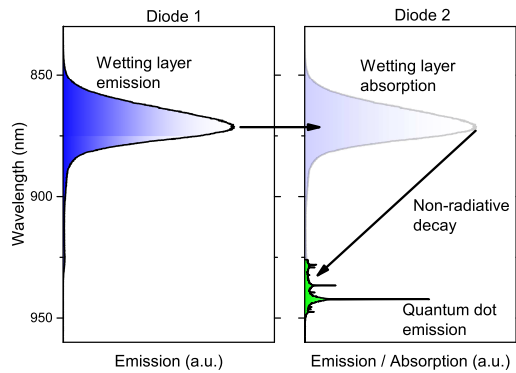 Diode 1
Diode 2
Wetting layer
emission
Wetting layer
absorption
850
900
950
Wavelength (nm)
Non-radiative
decay
Quantum dot
emission
Emission (a.u.)
Emission / Absorption (a.u.)